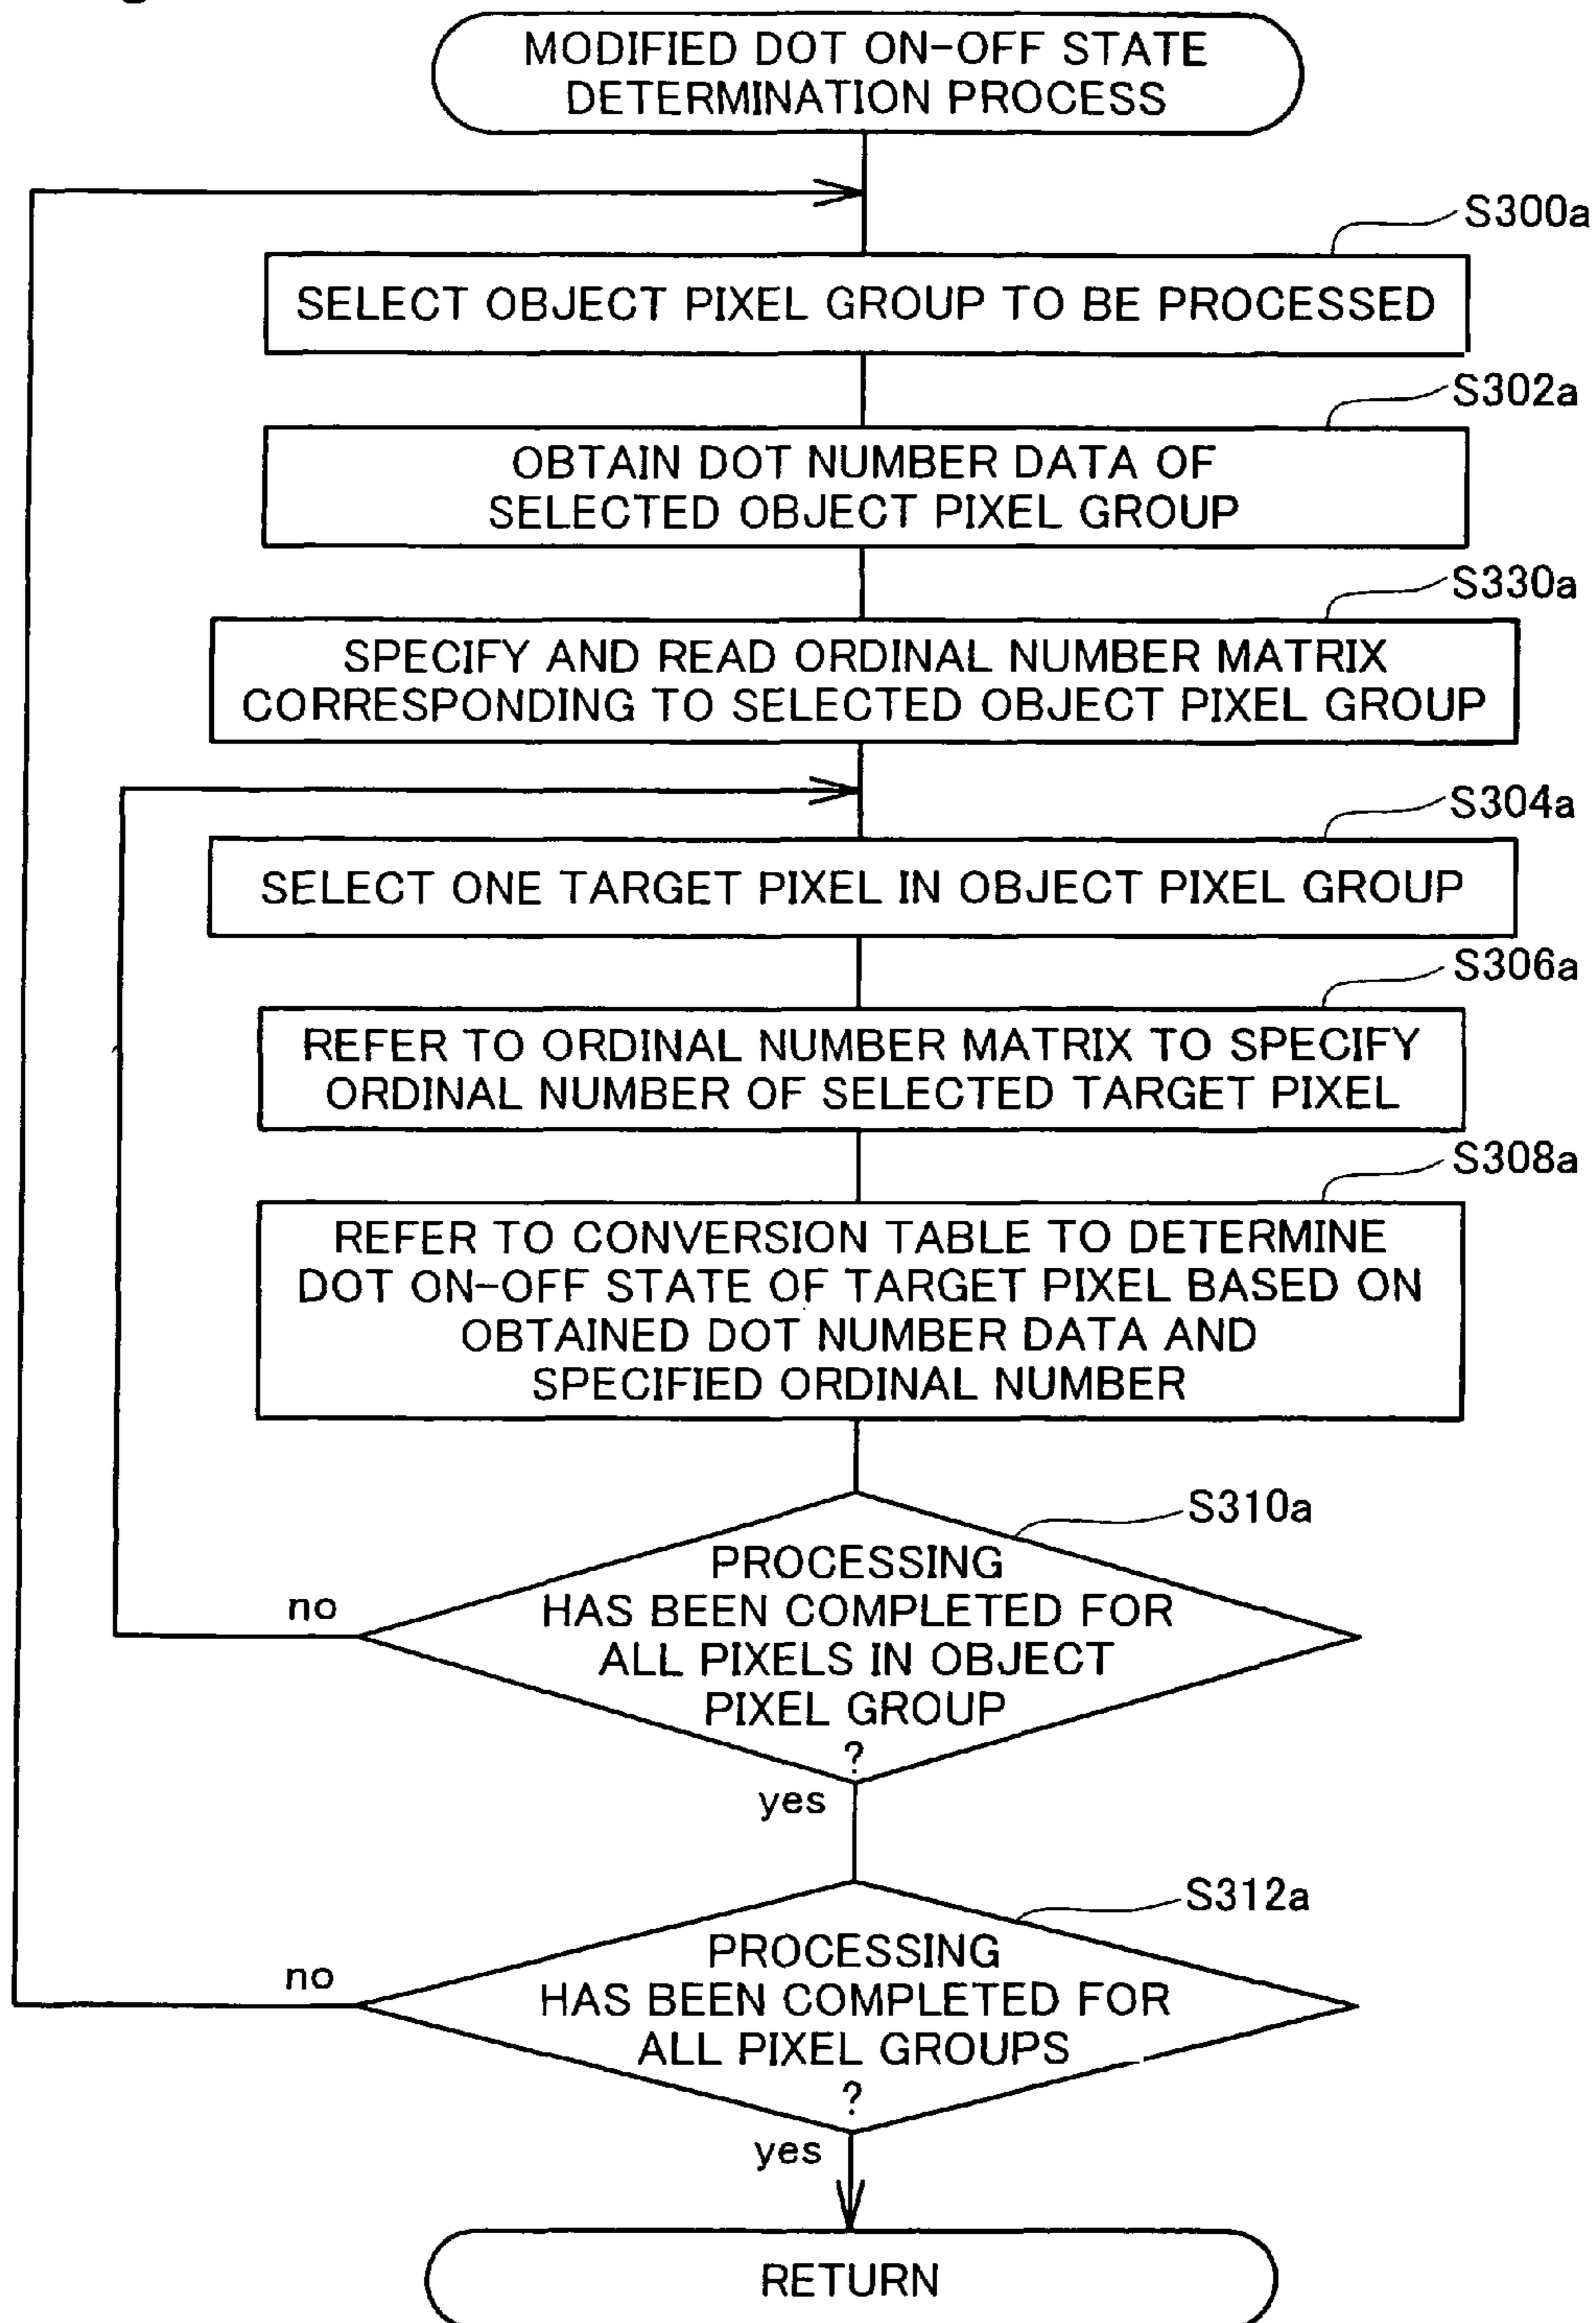 MODIFIED DOT ON-OFF STATE
DETERMINATION PROCESS
S300a
SELECT OBJECT PIXEL GROUP TO BE PROCESSED
S302a
OBTAIN DOT NUMBER DATA OF
SELECTED OBJECT PIXEL GROUP
S330a
SPECIFY AND READ ORDINAL NUMBER MATRIX
CORRESPONDING TO SELECTED OBJECT PIXEL GROUP
S304a
SELECT ONE TARGET PIXEL IN OBJECT PIXEL GROUP
S306a
REFER TO ORDINAL NUMBER MATRIX TO SPECIFY
ORDINAL NUMBER OF SELECTED TARGET PIXEL
S308a
REFER TO CONVERSION TABLE TO DETERMINE
DOT ON-OFF STATE OF TARGET PIXEL BASED ON
OBTAINED DOT NUMBER DATA AND
SPECIFIED ORDINAL NUMBER
S310a
PROCESSING
HAS BEEN COMPLETED FOR
ALL PIXELS IN OBJECT
PIXEL GROUP
?
no
yes
S312a
PROCESSING
HAS BEEN COMPLETED FOR
ALL PIXEL GROUPS
?
no
yes
RETURN